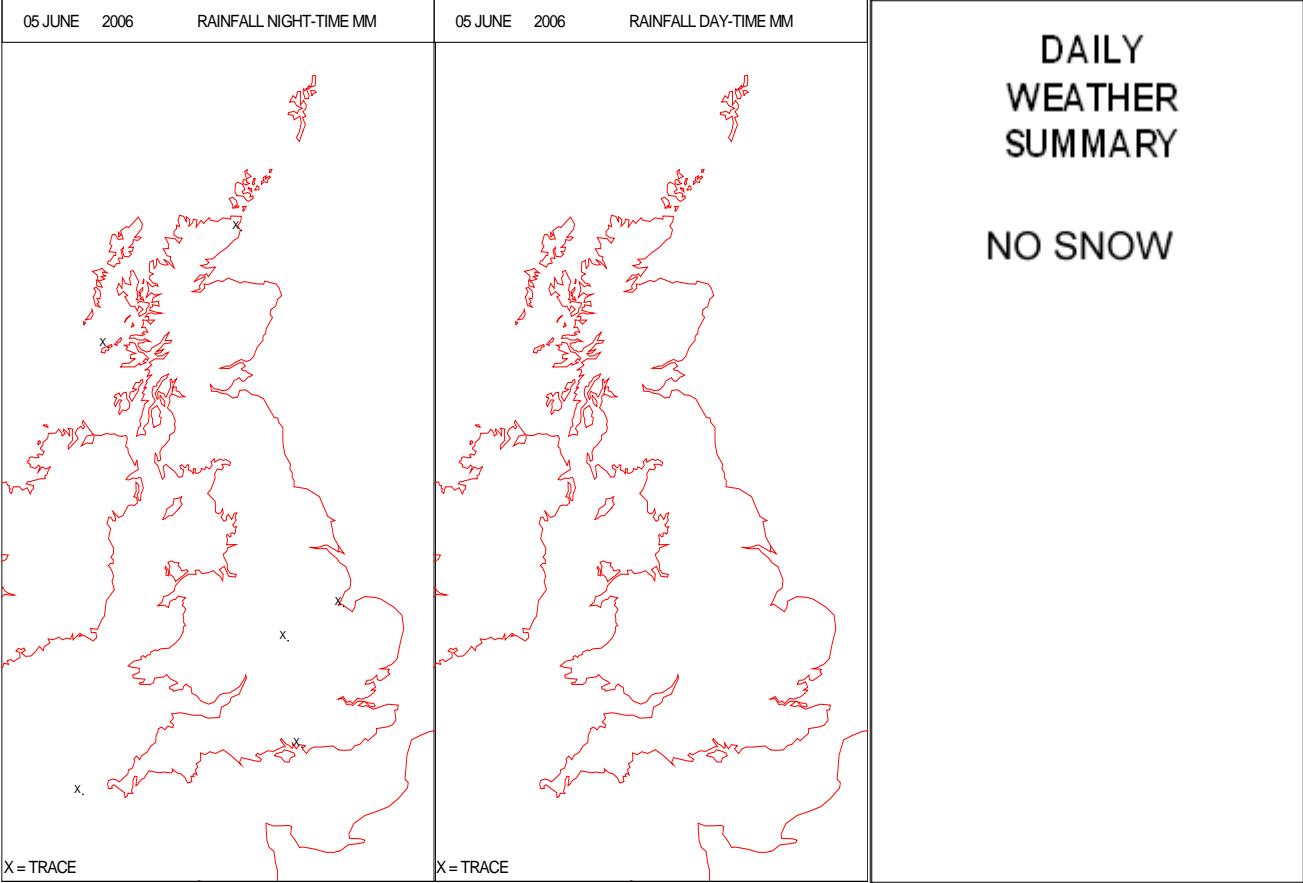 05 JUNE 2006 RAINFALL NIGHT-TIME MM
X.
X.
X.
X.
X.
X.
X = TRACE
05 JUNE 2006 RAINFALL DAY-TIME MM
X = TRACE
DAILY
WEATHER
SUMMARY
NO SNOW